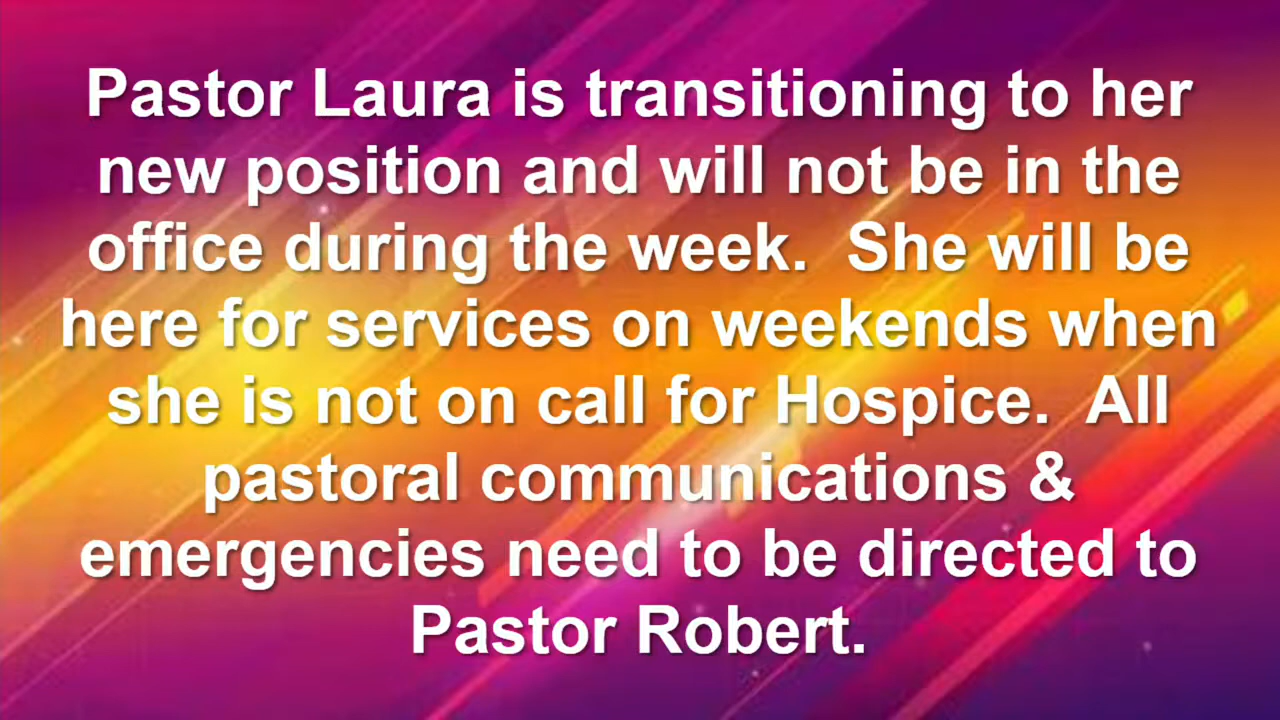 Pastor Laura is transitioning to her
new position and will not be in the
office during the week.  She will be
here for services on weekends when
she is not on call for Hospice.  All
pastoral communications &
emergencies need to be directed to
Pastor Robert.